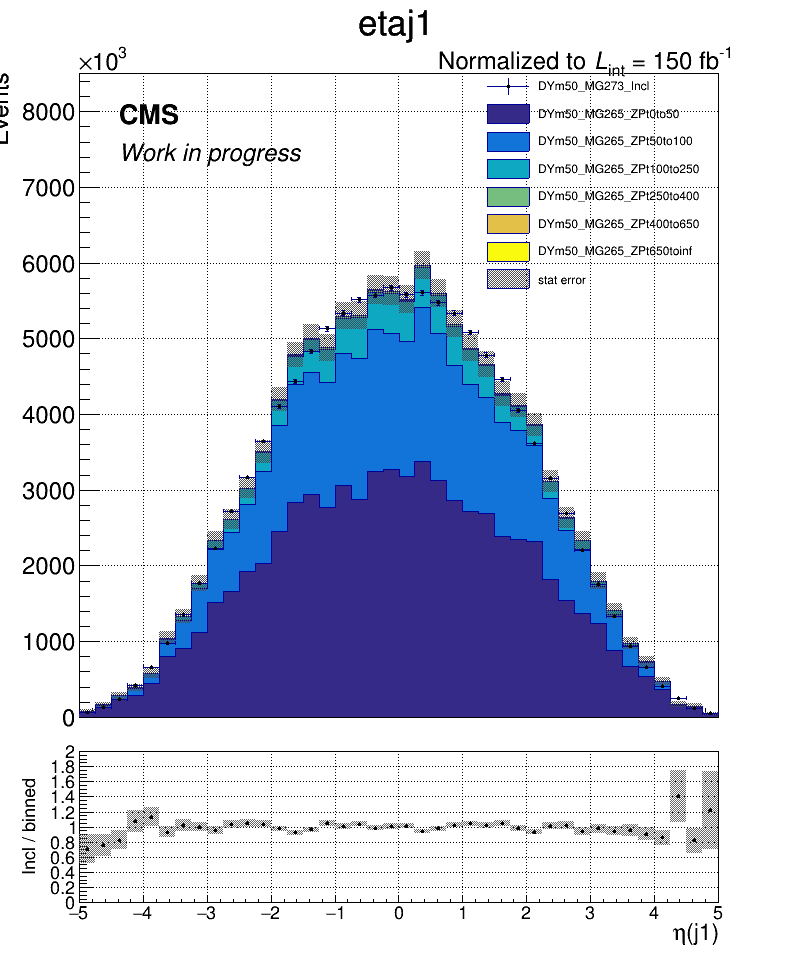 etaj1
×10³
Normalized to L_int = 150 fb⁻¹
Events
CMS
Work in progress
DYm50_MG273_Incl
DYm50_MG265_ZPt0to50
DYm50_MG265_ZPt50to100
DYm50_MG265_ZPt100to250
DYm50_MG265_ZPt250to400
DYm50_MG265_ZPt400to650
DYm50_MG265_ZPt650toinf
stat error
8000
7000
6000
5000
4000
3000
2000
1000
0
Incl / binned
2
1.8
1.6
1.4
1.2
1
0.8
0.6
0.4
0.2
0
−5 −4 −3 −2 −1 0 1 2 3 4 5
η(j1)